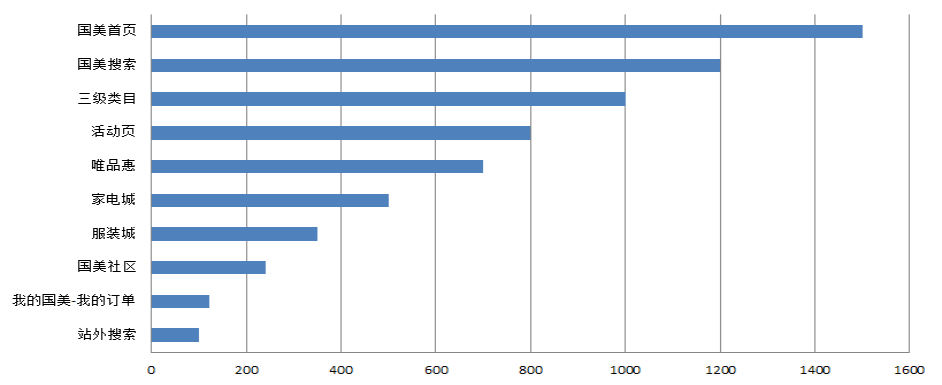 国美首页
国美搜索
三级类目
活动页
唯品惠
家电城
服装城
国美社区
我的国美-我的订单
站外搜索
0 200 400 600 800 1000 1200 1400 1600